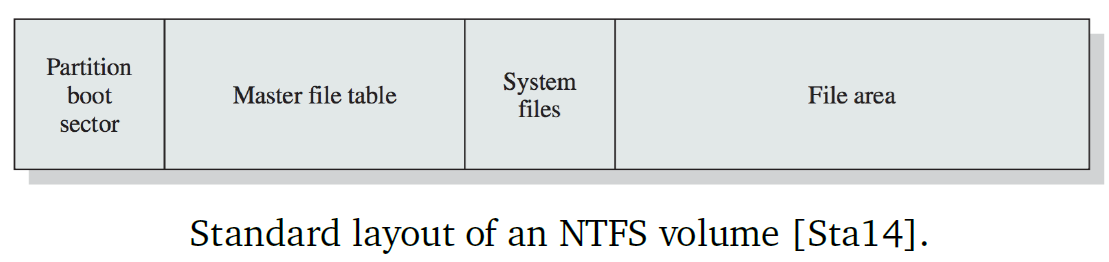 Partition
boot
sector
Master file table
System
files
File area
Standard layout of an NTFS volume [Sta14].